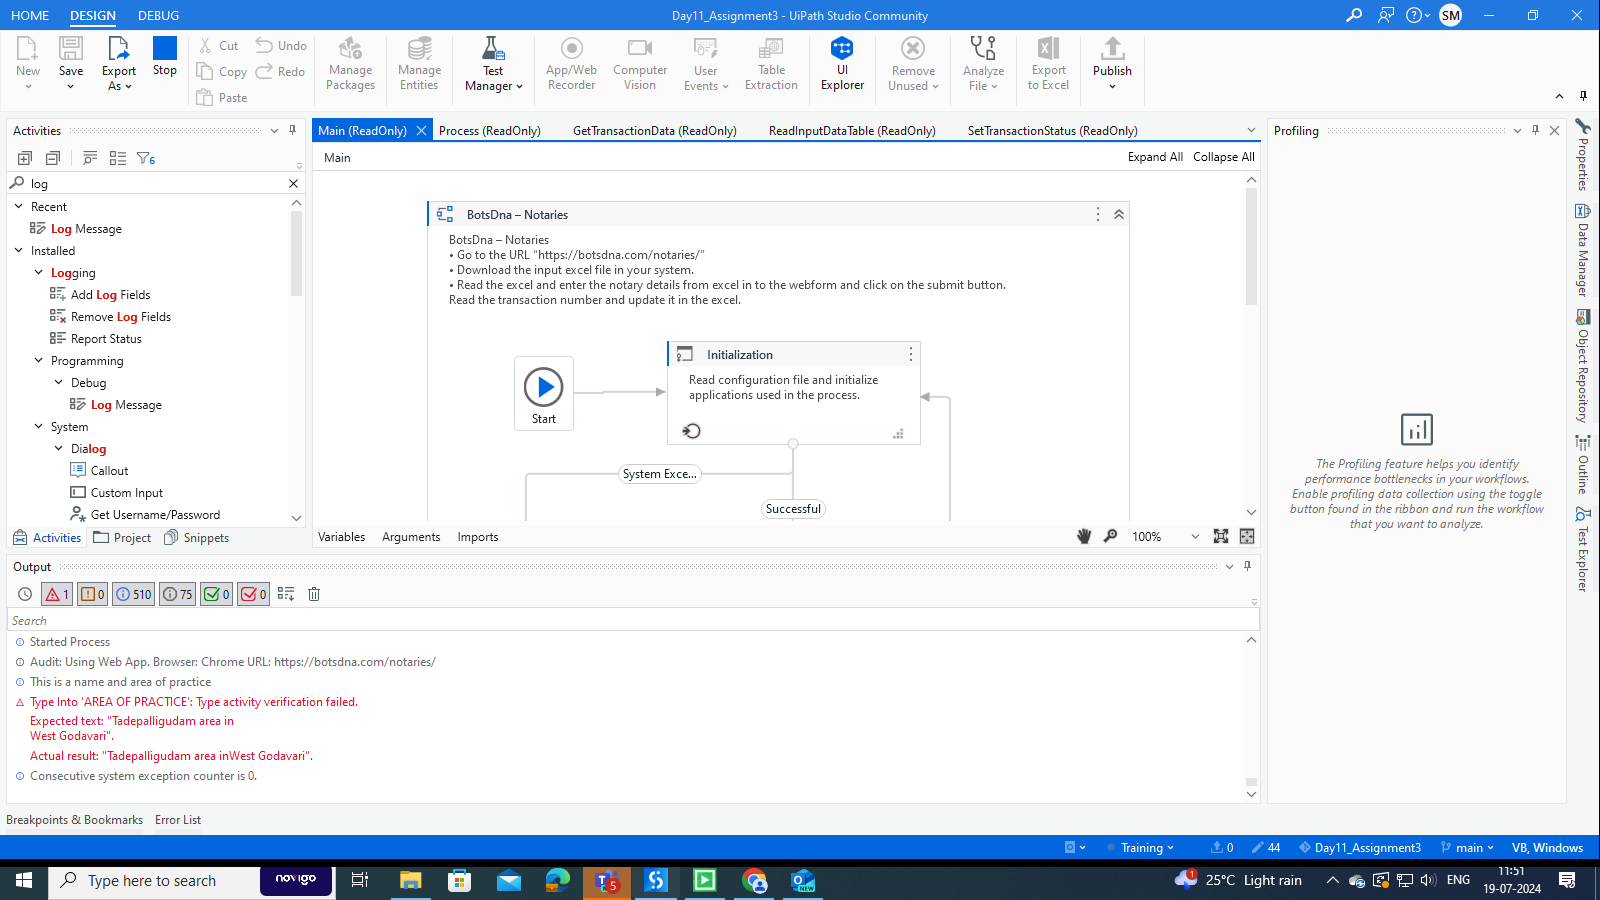 HOME DESIGN DEBUG
Day11_Assignment3 - UiPath Studio Community
SM
New Save Export As Stop
Cut Copy Paste Undo Redo
Manage Packages
Manage Entities
Test Manager
App/Web Recorder
Computer Vision
User Events
Table Extraction
UI Explorer
Remove Unused
Analyze File
Export to Excel
Publish
Activities
6
log
Recent
Log Message
Installed
Logging
Add Log Fields
Remove Log Fields
Report Status
Programming
Debug
Log Message
System
Dialog
Callout
Custom Input
Get Username/Password
Activities Project Snippets
Main (ReadOnly) Process (ReadOnly) GetTransactionData (ReadOnly) ReadInputDataTable (ReadOnly) SetTransactionStatus (ReadOnly)
Main Expand All Collapse All
BotsDna – Notaries
BotsDna – Notaries
• Go to the URL “https://botsdna.com/notaries/”
• Download the input excel file in your system.
• Read the excel and enter the notary details from excel in to the webform and click on the submit button.
Read the transaction number and update it in the excel.
Start
Initialization
Read configuration file and initialize
applications used in the process.
System Exce...
Successful
Variables Arguments Imports 100%
Profiling
The Profiling feature helps you identify
performance bottlenecks in your workflows.
Enable profiling data collection using the toggle
button found in the ribbon and run the workflow
that you want to analyze.
Properties
Data Manager
Object Repository
Outline
Test Explorer
Output
1 0 510 75 0 0
Search
Started Process
Audit: Using Web App. Browser: Chrome URL: https://botsdna.com/notaries/
This is a name and area of practice
Type Into 'AREA OF PRACTICE': Type activity verification failed.
Expected text: "Tadepalligudam area in
West Godavari".
Actual result: "Tadepalligudam area inWest Godavari".
Consecutive system exception counter is 0.
Breakpoints & Bookmarks Error List
Training 0 44 Day11_Assignment3 main VB, Windows
Type here to search
novigo
5
NEW
1
25°C Light rain
ENG
11:51
19-07-2024